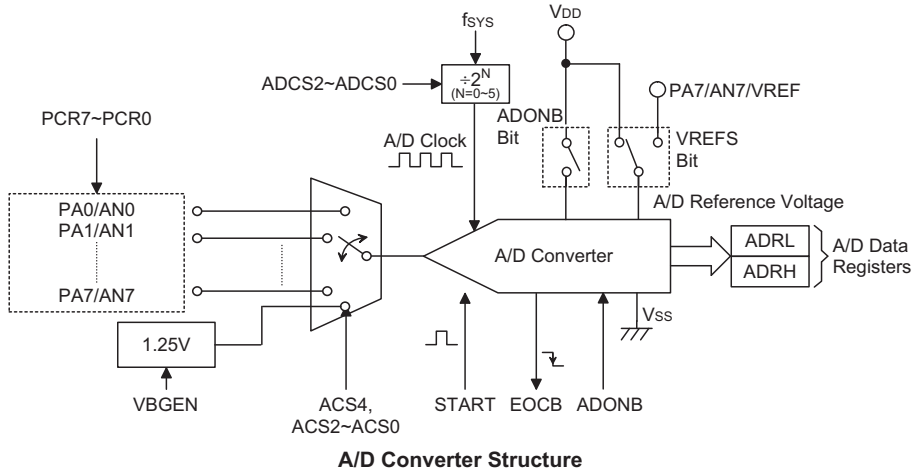 fSYS
VDD
ADCS2~ADCS0
÷2^N
(N=0~5)
PA7/AN7/VREF
PCR7~PCR0
A/D Clock
ADONB
Bit
VREFS
Bit
PA0/AN0
PA1/AN1
PA7/AN7
A/D Reference Voltage
A/D Converter
ADRL
ADRH
A/D Data
Registers
1.25V
VSS
VBGEN
ACS4,
ACS2~ACS0
START
EOCB
ADONB
A/D Converter Structure